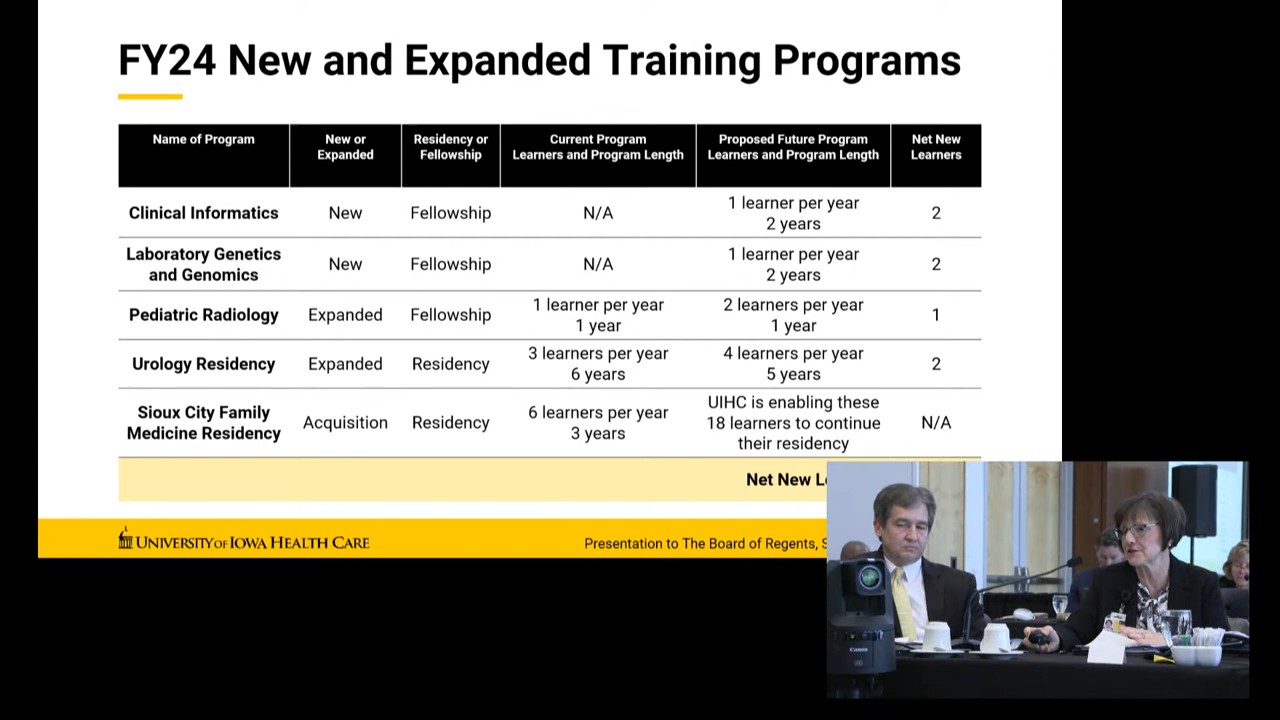 FY24 New and Expanded Training Programs
Name of Program
New or
Expanded
Residency or
Fellowship
Current Program
Learners and Program Length
Proposed Future Program
Learners and Program Length
Net New
Learners
Clinical Informatics
New
Fellowship
N/A
1 learner per year
2 years
2
Laboratory Genetics
and Genomics
New
Fellowship
N/A
1 learner per year
2 years
2
Pediatric Radiology
Expanded
Fellowship
1 learner per year
1 year
2 learners per year
1 year
1
Urology Residency
Expanded
Residency
3 learners per year
6 years
4 learners per year
5 years
2
Sioux City Family
Medicine Residency
Acquisition
Residency
6 learners per year
3 years
UIHC is enabling these
18 learners to continue
their residency
N/A
Net New
UNIVERSITY OF IOWA HEALTH CARE
Presentation to The Board of Regents,
Canon